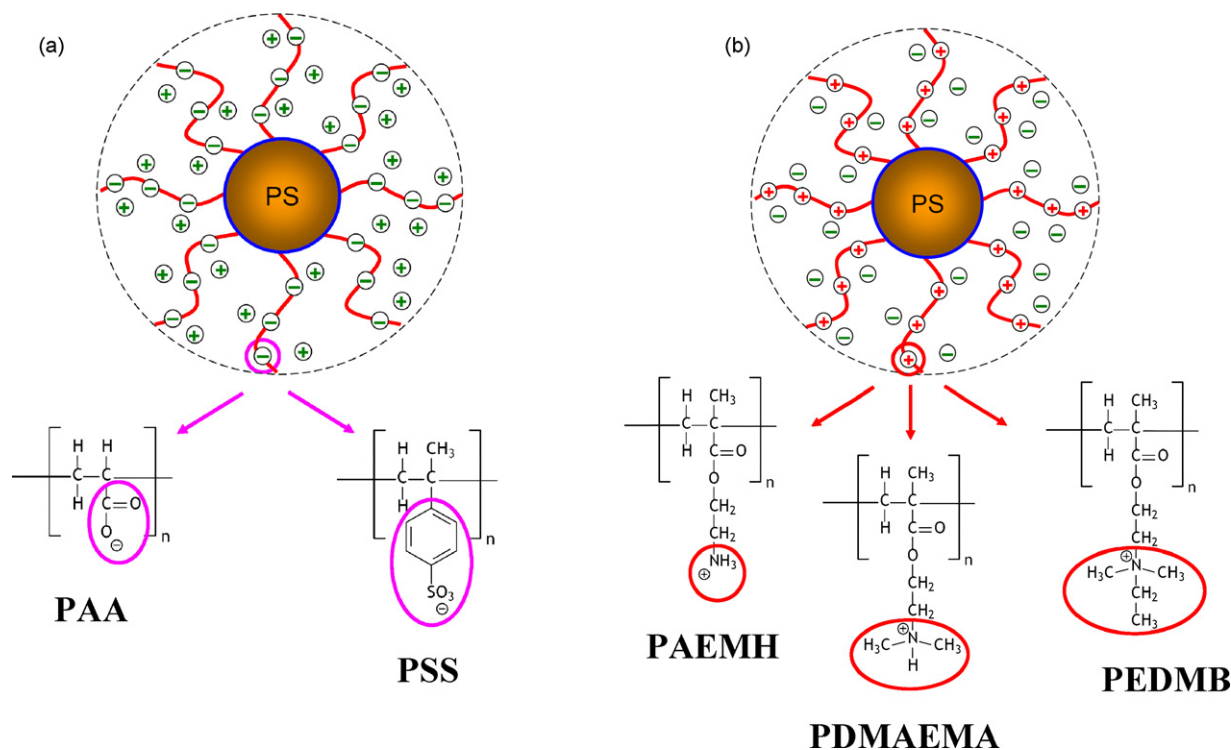 (a)
PS
(b)
PS
H H
C C
H C O
O
n
PAA
H CH₃
C C
H
SO₃
n
PSS
H CH₃
C C
H C=O
O
CH₂
CH₂
NH₃
n
PAEMH
H CH₃
C C
H C=O
O
CH₂
CH₂
H₃C N CH₃
H
n
PDMAEMA
H CH₃
C C
H C=O
O
CH₂
CH₂
H₃C N CH₃
CH₂
CH₃
n
PEDMB